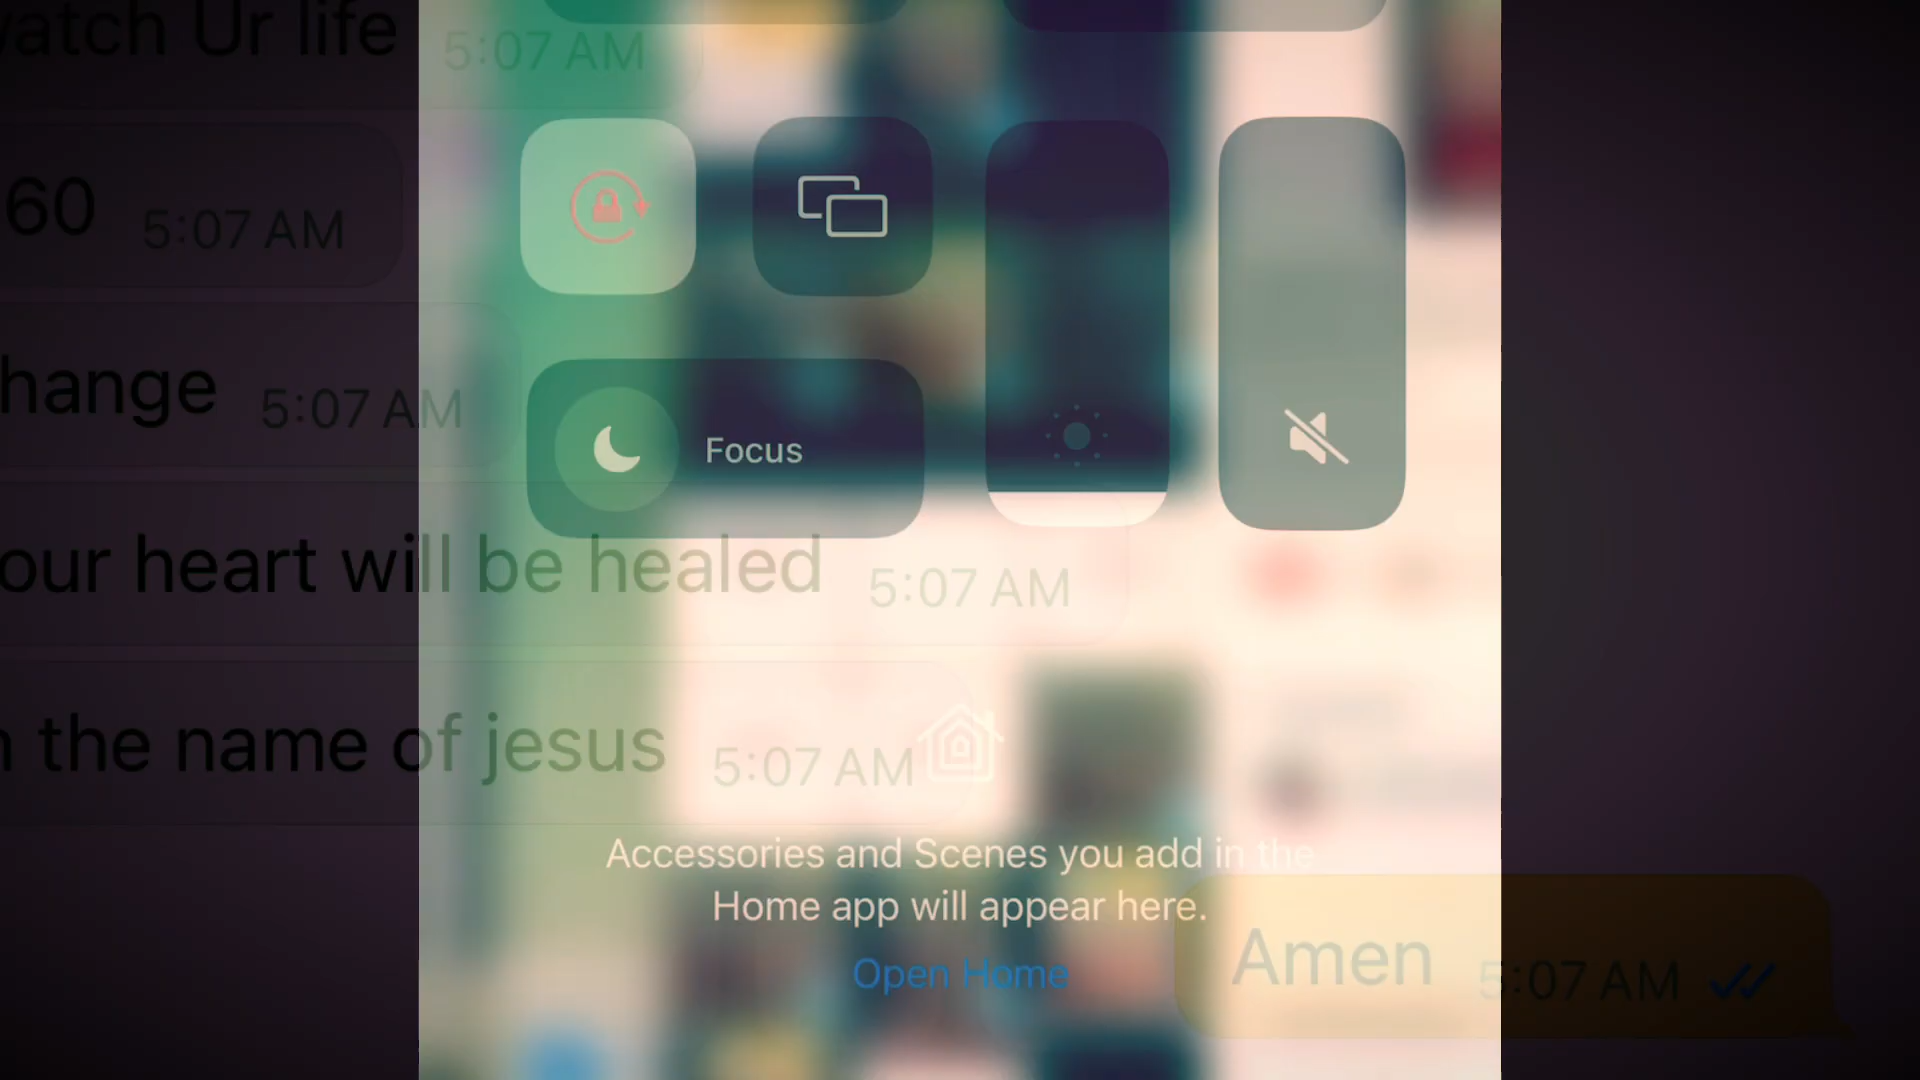 watch Ur life 5:07 AM
60 5:07 AM
hange 5:07 AM
Focus
our heart will be healed 5:07 AM
the name of jesus 5:07 AM
Accessories and Scenes you add in the
Home app will appear here.
Amen 5:07 AM
Open Home